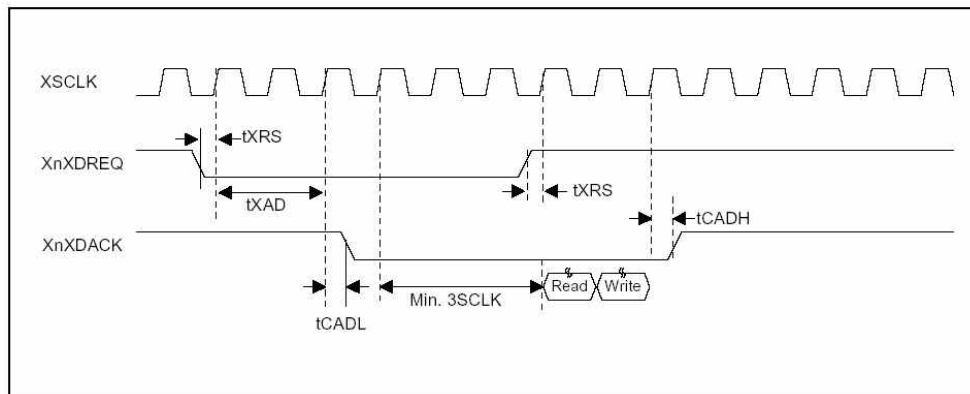 XSCLK
tXRS
XnXDREQ
tXAD
tXRS
tCADH
XnXDACK
Read Write
Min. 3SCLK
tCADL